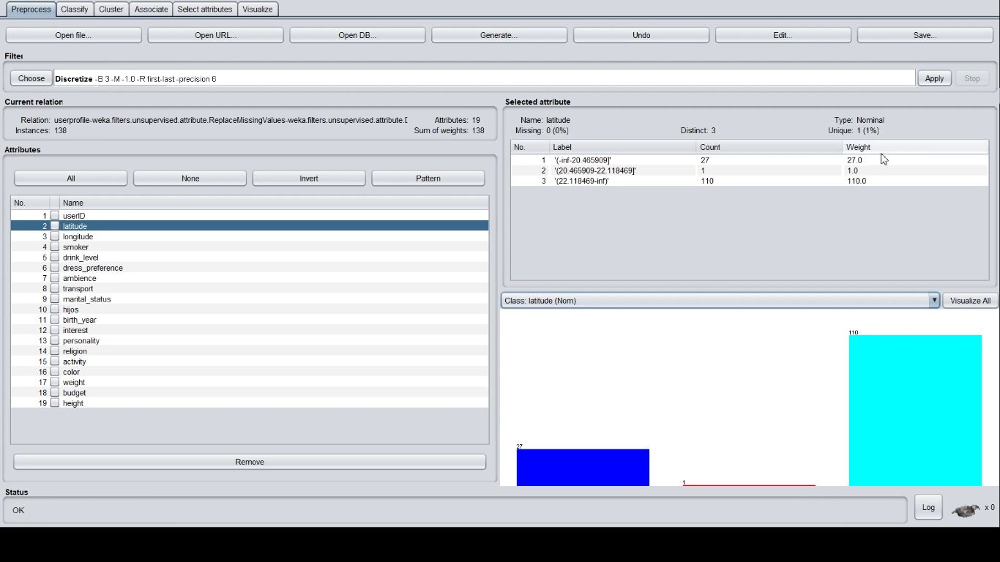 Preprocess Classify Cluster Associate Select attributes Visualize
Open file... Open URL... Open DB... Generate... Undo Edit... Save...
Filter
Choose Discretize -B 3 -M -1.0 -R first-last -precision 6 Apply Stop
Current relation
Relation: userprofile-weka.filters.unsupervised.attribute.ReplaceMissingValues-weka.filters.unsupervised.attribute.D Attributes: 19
Instances: 138 Sum of weights: 138
Attributes
All None Invert Pattern
No. Name
1 userID
2 latitude
3 longitude
4 smoker
5 drink_level
6 dress_preference
7 ambience
8 transport
9 marital_status
10 hijos
11 birth_year
12 interest
13 personality
14 religion
15 activity
16 color
17 weight
18 budget
19 height
Remove
Selected attribute
Name: latitude Type: Nominal
Missing: 0 (0%) Distinct: 3 Unique: 1 (1%)
No. Label Count Weight
1 '(-inf-20.465909]' 27 27.0
2 '(20.465909-22.118469]' 1 1.0
3 '(22.118469-inf)' 110 110.0
Class: latitude (Nom) Visualize All
110
27
1
Status
OK Log x 0